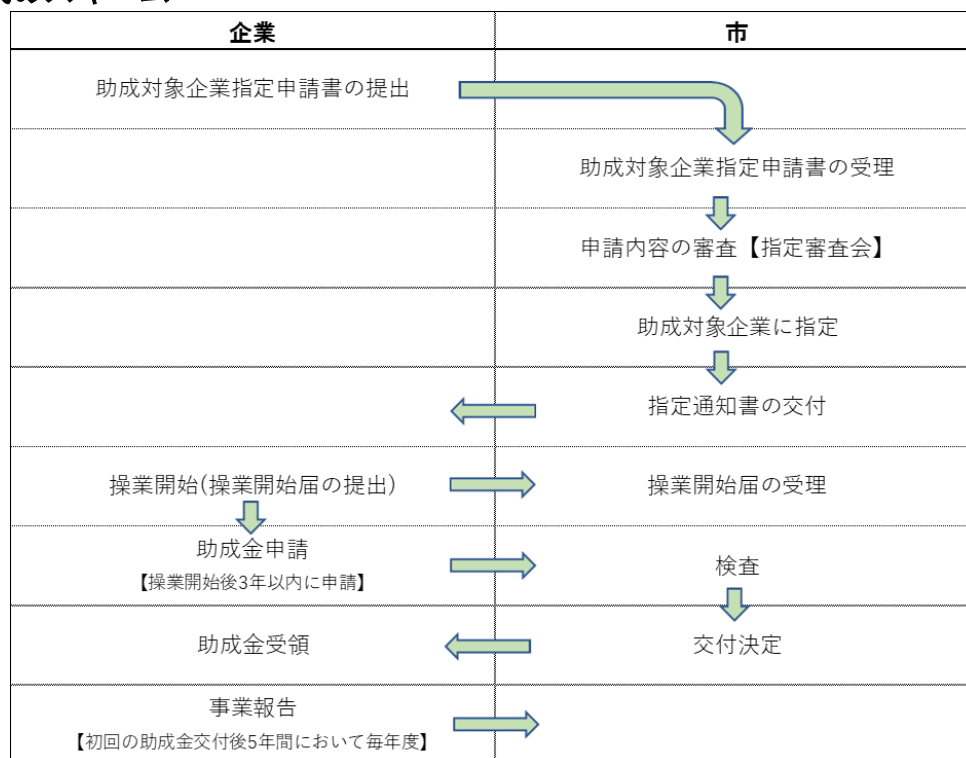 企業
市
助成対象企業指定申請書の提出
助成対象企業指定申請書の受理
申請内容の審査【指定審査会】
助成対象企業に指定
指定通知書の交付
操業開始(操業開始届の提出)
操業開始届の受理
助成金申請
【操業開始後3年以内に申請】
検査
助成金受領
交付決定
事業報告
【初回の助成金交付後5年間において毎年度】